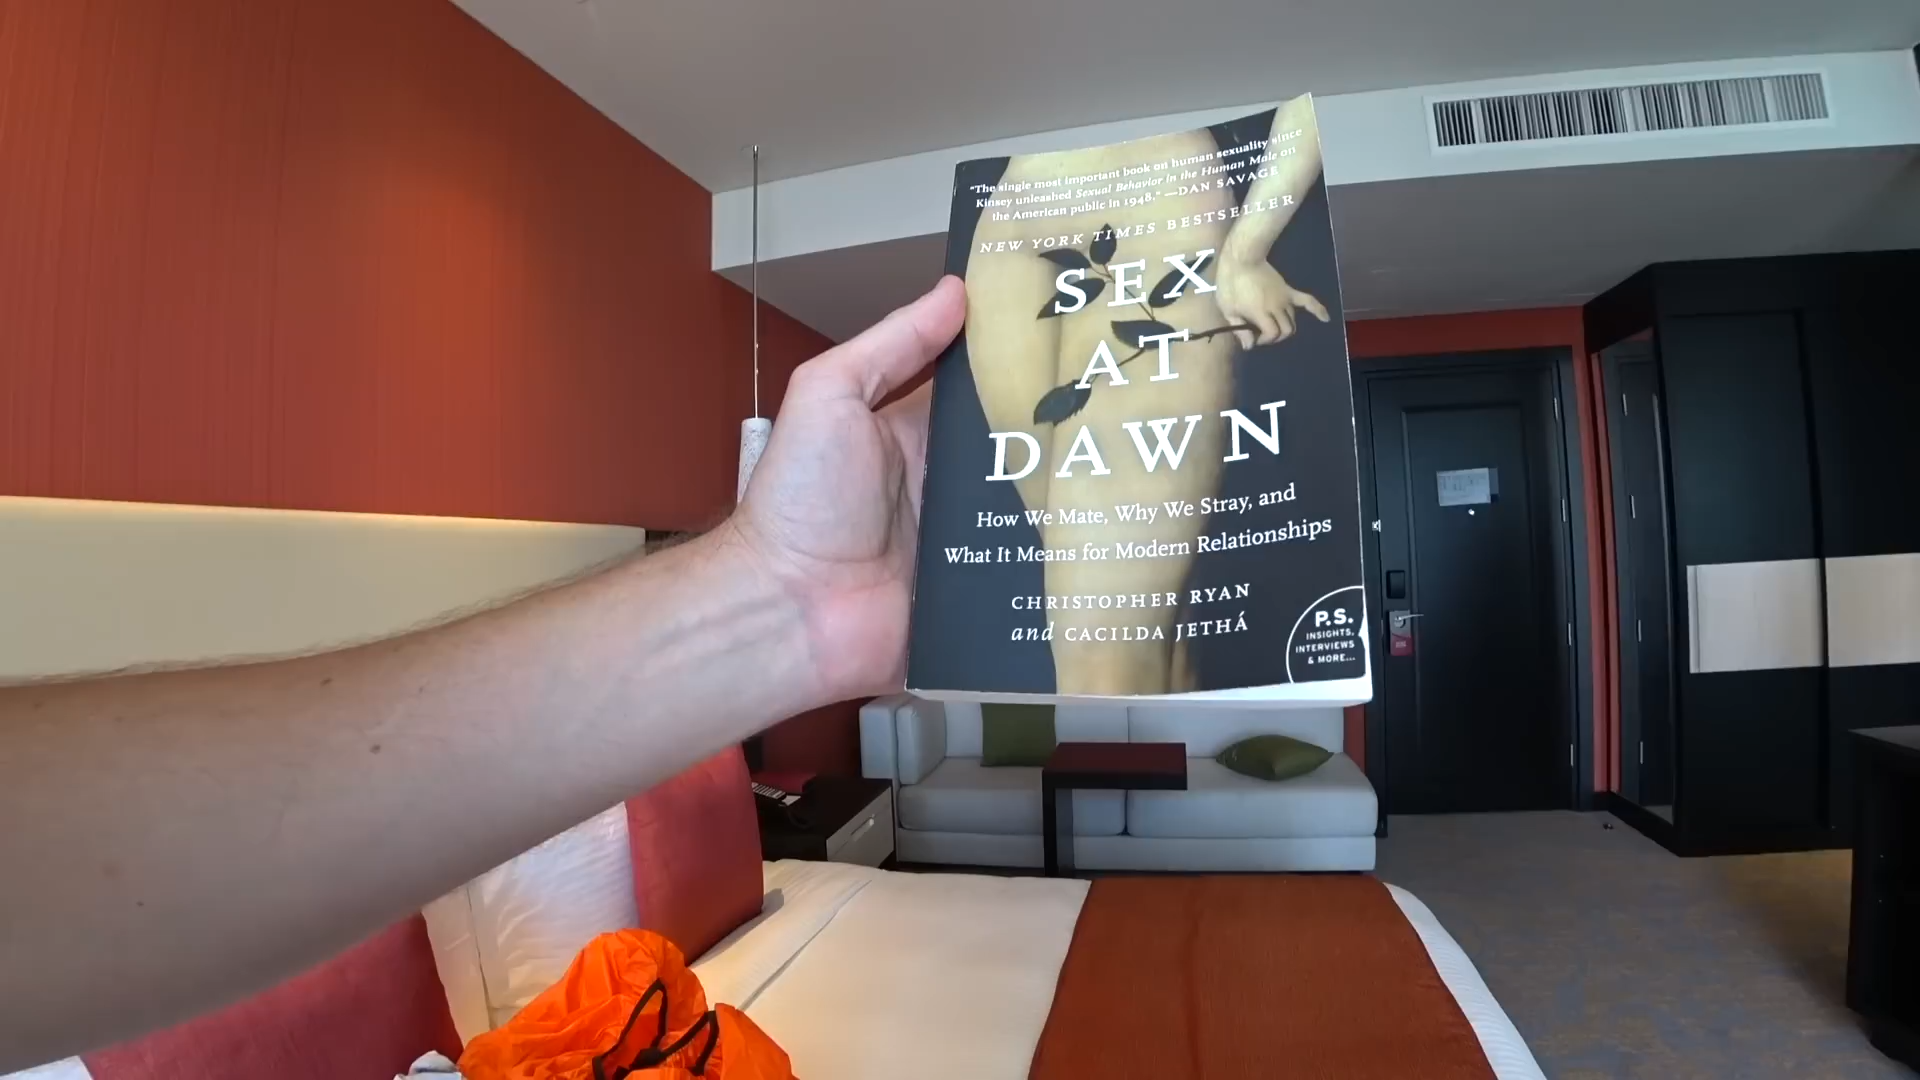 "The single most important book on human sexuality since
Kinsey unleashed Sexual Behavior in the Human Male on
the American public in 1948." —DAN SAVAGE
NEW YORK TIMES BESTSELLER
SEX
AT
DAWN
How We Mate, Why We Stray, and
What It Means for Modern Relationships
CHRISTOPHER RYAN
and CACILDA JETHÁ
P.S.
INSIGHTS,
INTERVIEWS
& MORE...